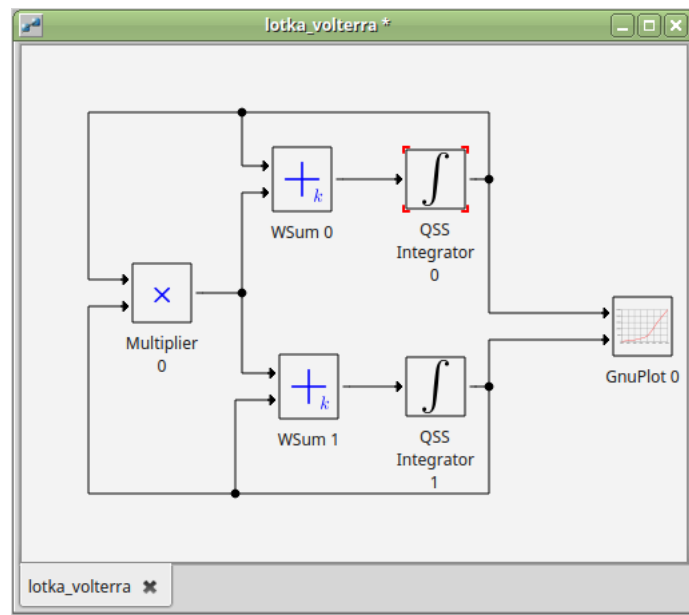 lotka_volterra *
+k
WSum 0
∫
QSS
Integrator
0
×
Multiplier
0
+k
WSum 1
∫
QSS
Integrator
1
GnuPlot 0
lotka_volterra ✖